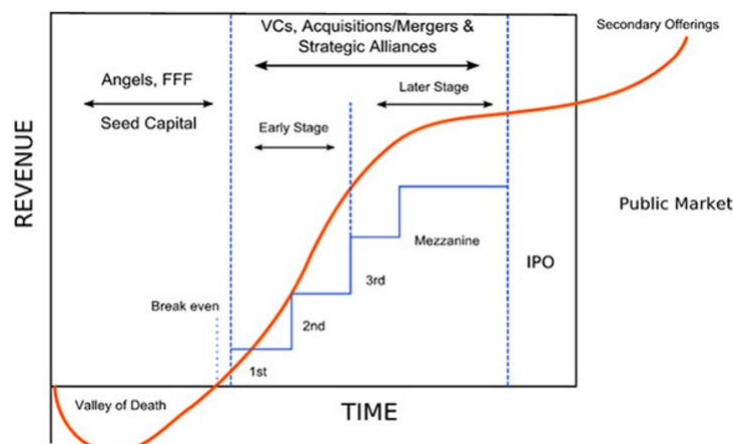 VCs, Acquisitions/Mergers &
Strategic Alliances
Secondary Offerings
Angels, FFF
Seed Capital
Later Stage
Early Stage
REVENUE
Public Market
Mezzanine
IPO
3rd
Break even
2nd
1st
Valley of Death
TIME